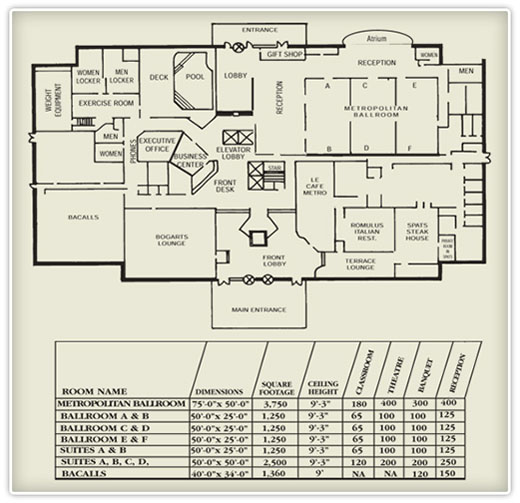 ENTRANCE
GIFT SHOP
Atrium
RECEPTION
WOMEN
MEN
WEIGHT EQUIPMENT
WOMEN LOCKER
MEN LOCKER
EXERCISE ROOM
DECK
POOL
LOBBY
RECEPTION
A
C
E
METROPOLITAN
BALLROOM
B
D
F
MEN
WOMEN
PHONES
EXECUTIVE
OFFICE
BUSINESS
CENTER
ELEVATOR
LOBBY
STAIR
FRONT
DESK
LE
CAFE
METRO
BACALLS
BOGARTS
LOUNGE
FRONT
LOBBY
ROMULUS
ITALIAN
REST.
SPATS
STEAK
HOUSE
TERRACE
LOUNGE
MAIN ENTRANCE
ROOM NAME DIMENSIONS SQUARE FOOTAGE CEILING HEIGHT CLASSROOM THEATRE BANQUET RECEPTION
METROPOLITAN BALLROOM 75'-0"x 50'-0" 3,750 9'-3" 180 400 300 400
BALLROOM A & B 50'-0"x 25'-0" 1,250 9'-3" 65 100 100 125
BALLROOM C & D 50'-0"x 25'-0" 1,250 9'-3" 65 100 100 125
BALLROOM E & F 50'-0"x 25'-0" 1,250 9'-3" 65 100 100 125
SUITES A & B 50'-0"x 25'-0" 1,250 9'-3" 65 100 100 125
SUITES A, B, C, D, 50'-0"x 50'-0" 2,500 9'-3" 120 200 200 250
BACALLS 40'-0"x 34'-0" 1,360 9' NA NA 120 150